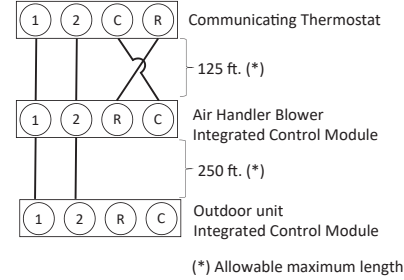 1 2 C R Communicating Thermostat
125 ft. (*)
1 2 R C Air Handler Blower
Integrated Control Module
250 ft. (*)
1 2 R C Outdoor unit
Integrated Control Module
(*) Allowable maximum length